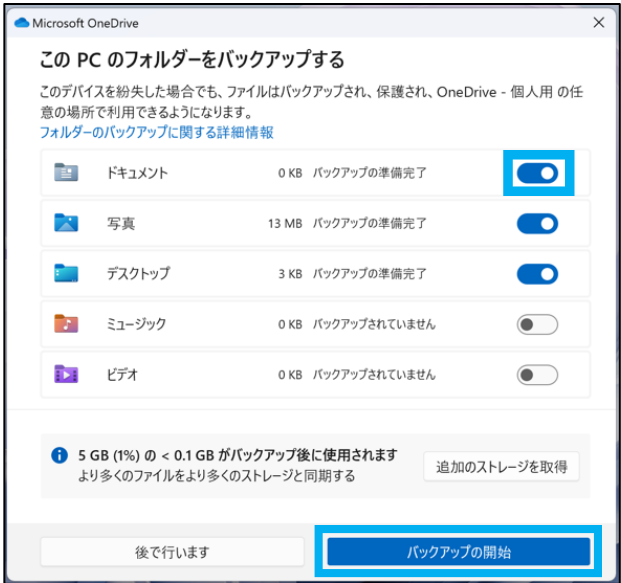 Microsoft OneDrive
この PC のフォルダーをバックアップする
このデバイスを紛失した場合でも、ファイルはバックアップされ、保護され、OneDrive - 個人用 の任
意の場所で利用できるようになります。
フォルダーのバックアップに関する詳細情報
ドキュメント 0 KB バックアップの準備完了
写真 13 MB バックアップの準備完了
デスクトップ 3 KB バックアップの準備完了
ミュージック 0 KB バックアップされていません
ビデオ 0 KB バックアップされていません
5 GB (1%) の < 0.1 GB がバックアップ後に使用されます
より多くのファイルをより多くのストレージと同期する
追加のストレージを取得
後で行います バックアップの開始